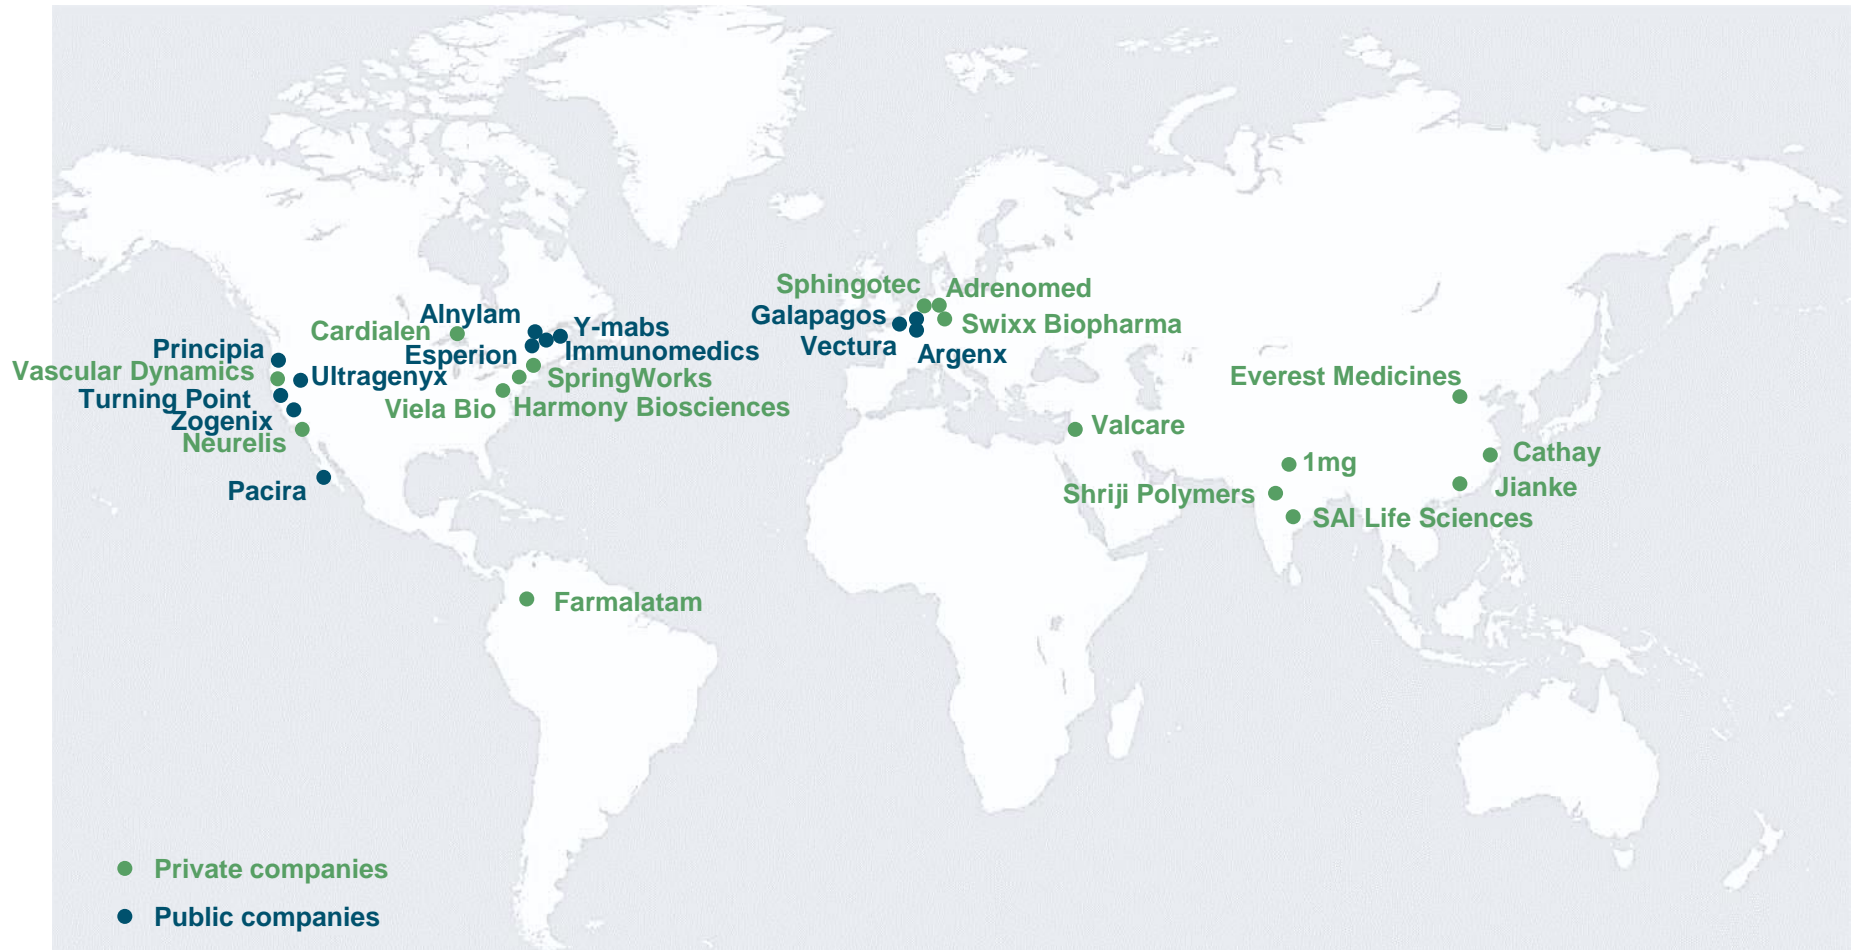 Sphingotec
Adrenomed
Galapagos
Swixx Biopharma
Vectura
Argenx
Alnylam
Y-mabs
Cardialen
Immunomedics
Esperion
Principia
Vascular Dynamics
Ultragenyx
SpringWorks
Turning Point
Viela Bio
Harmony Biosciences
Zogenix
Neurelis
Pacira
Everest Medicines
Valcare
Cathay
1mg
Jianke
Shriji Polymers
SAI Life Sciences
Farmalatam
Private companies
Public companies